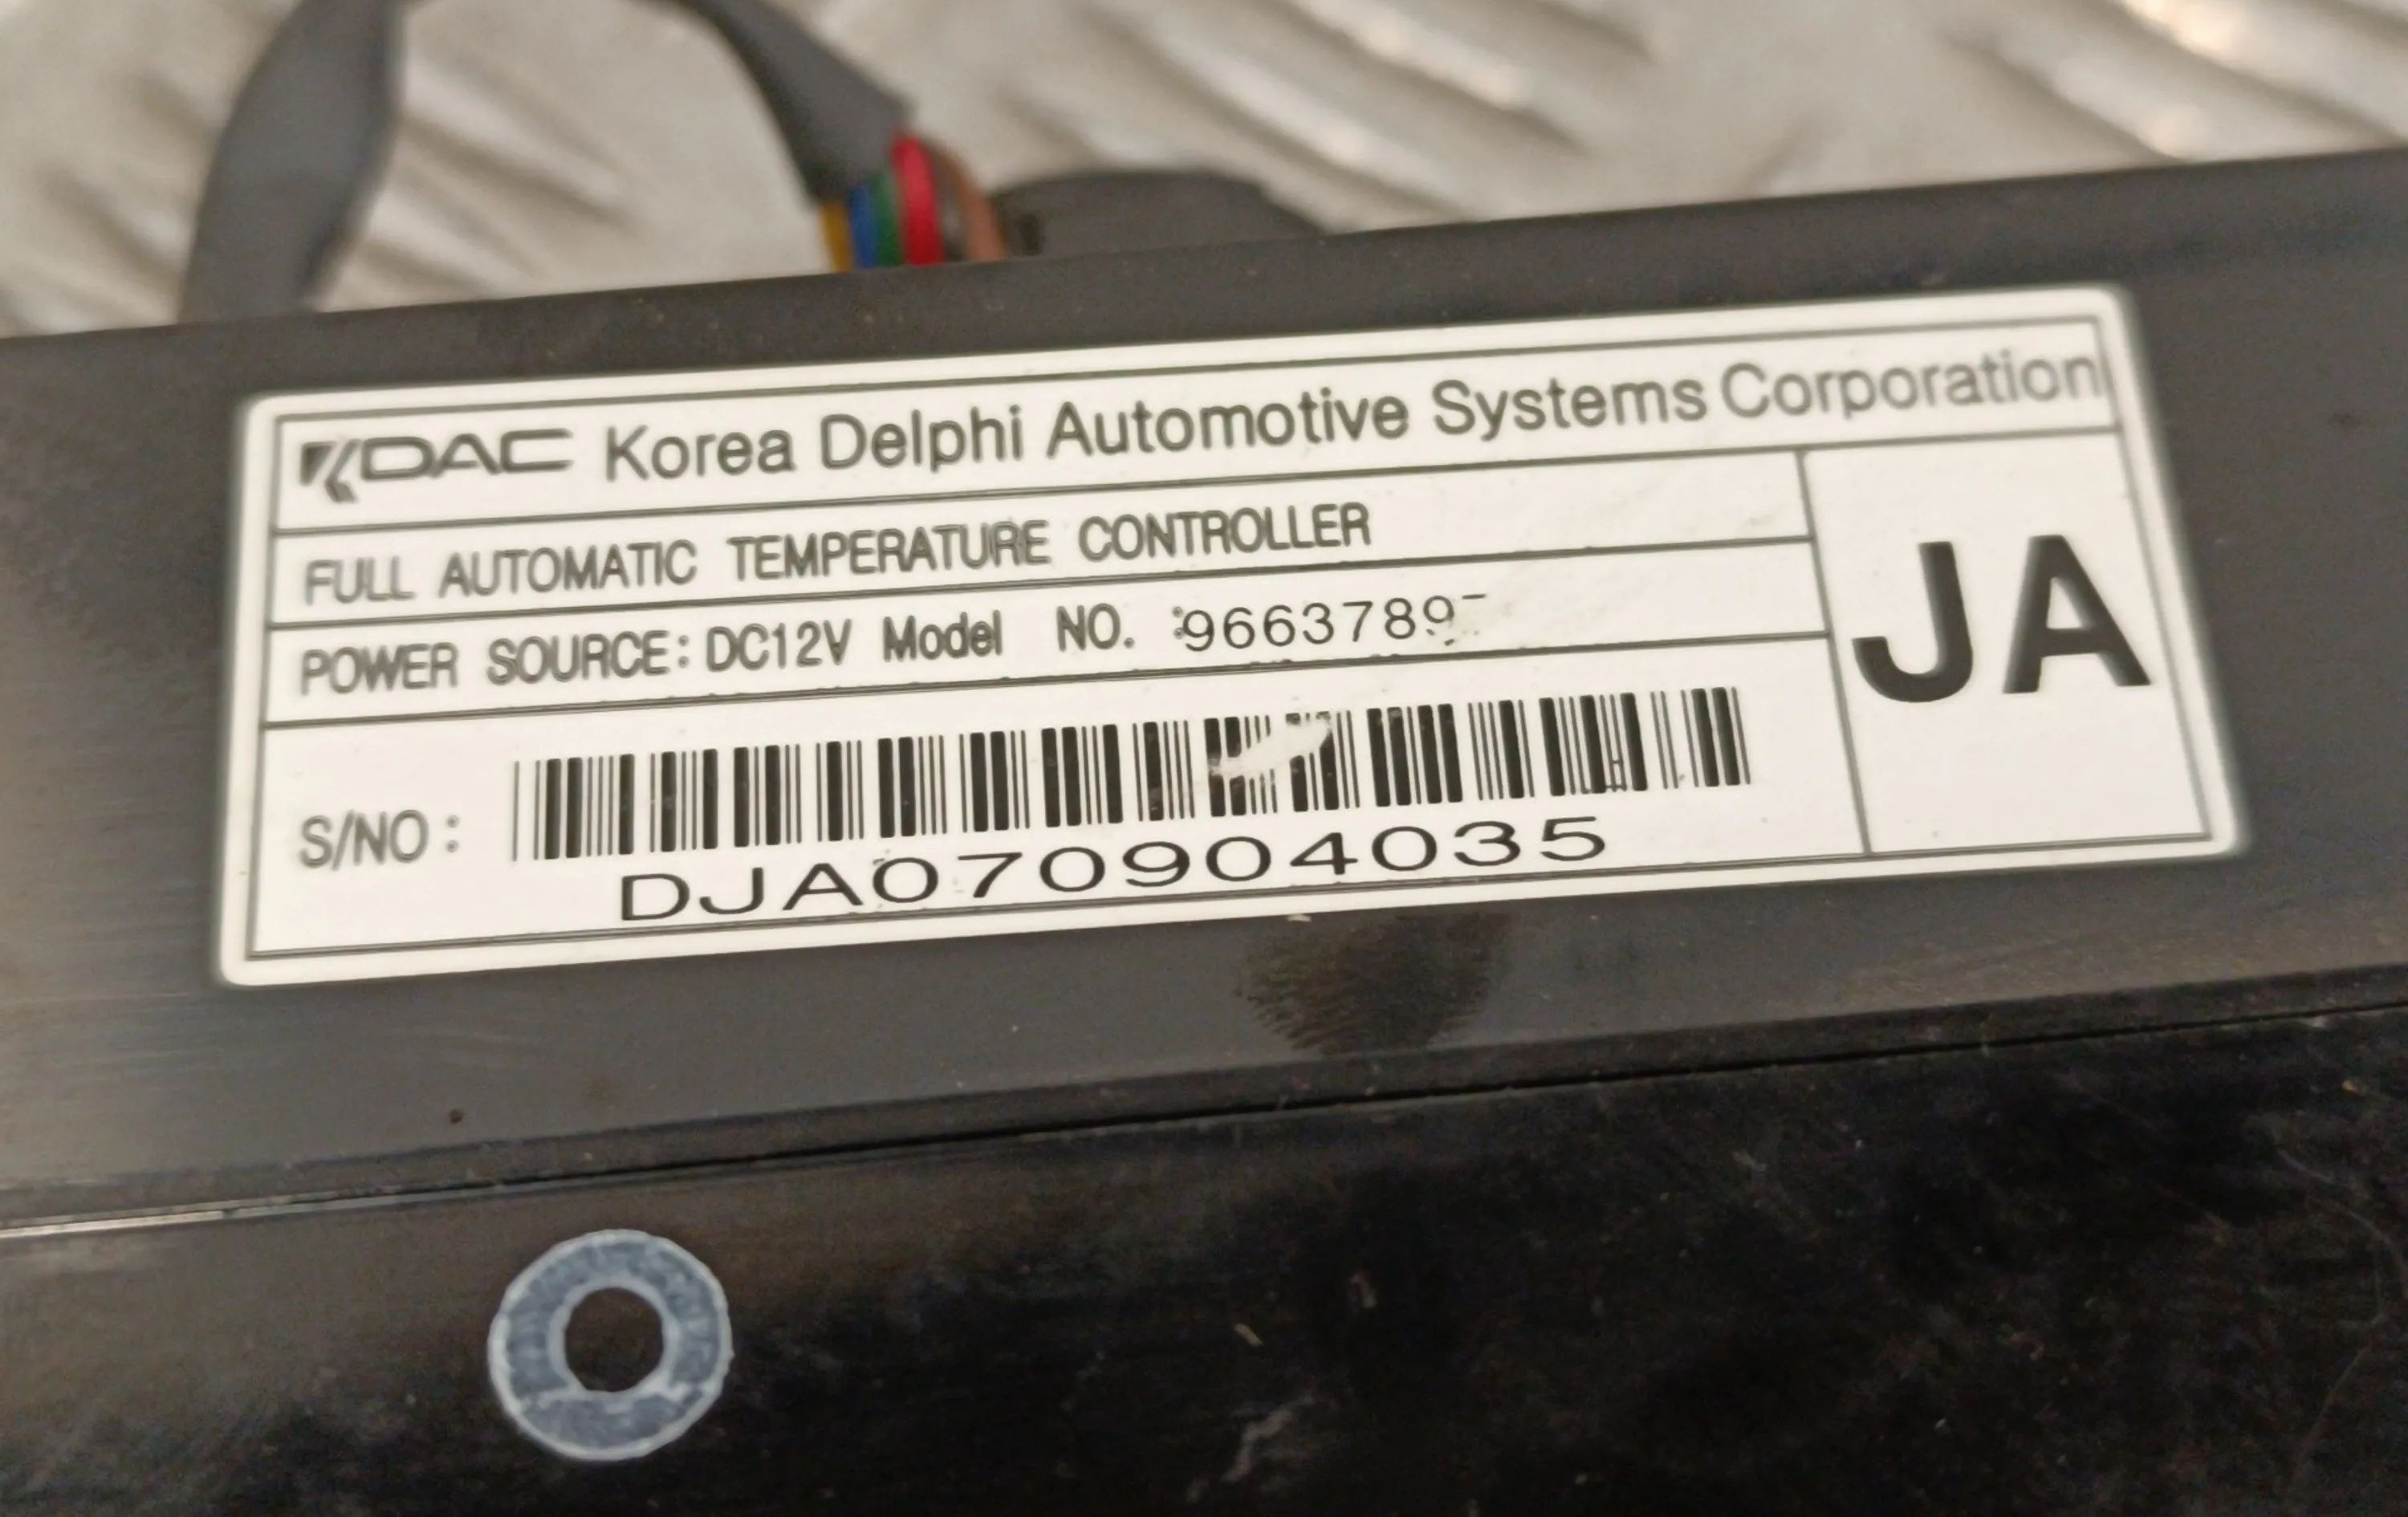 KDAC Korea Delphi Automotive Systems Corporation
FULL AUTOMATIC TEMPERATURE CONTROLLER
POWER SOURCE: DC12V Model NO. :
JA
S/NO:
DJA070904035